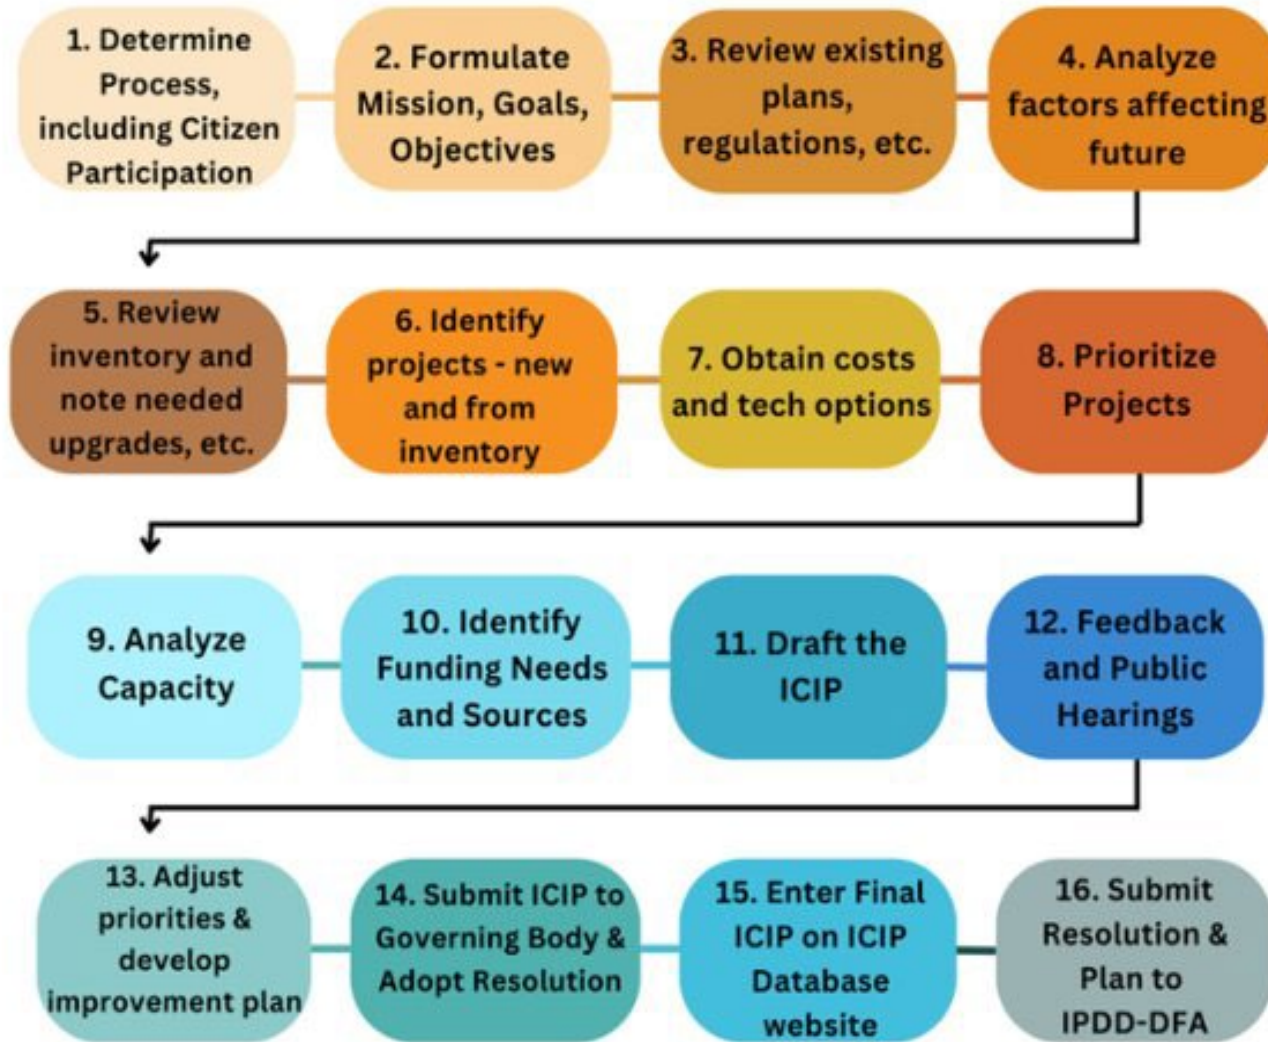 1. Determine
Process,
including Citizen
Participation
2. Formulate
Mission, Goals,
Objectives
3. Review existing
plans,
regulations, etc.
4. Analyze
factors affecting
future
5. Review
inventory and
note needed
upgrades, etc.
6. Identify
projects - new
and from
inventory
7. Obtain costs
and tech options
8. Prioritize
Projects
9. Analyze
Capacity
10. Identify
Funding Needs
and Sources
11. Draft the
ICIP
12. Feedback
and Public
Hearings
13. Adjust
priorities &
develop
improvement plan
14. Submit ICIP to
Governing Body &
Adopt Resolution
15. Enter Final
ICIP on ICIP
Database
website
16. Submit
Resolution &
Plan to
IPDD-DFA